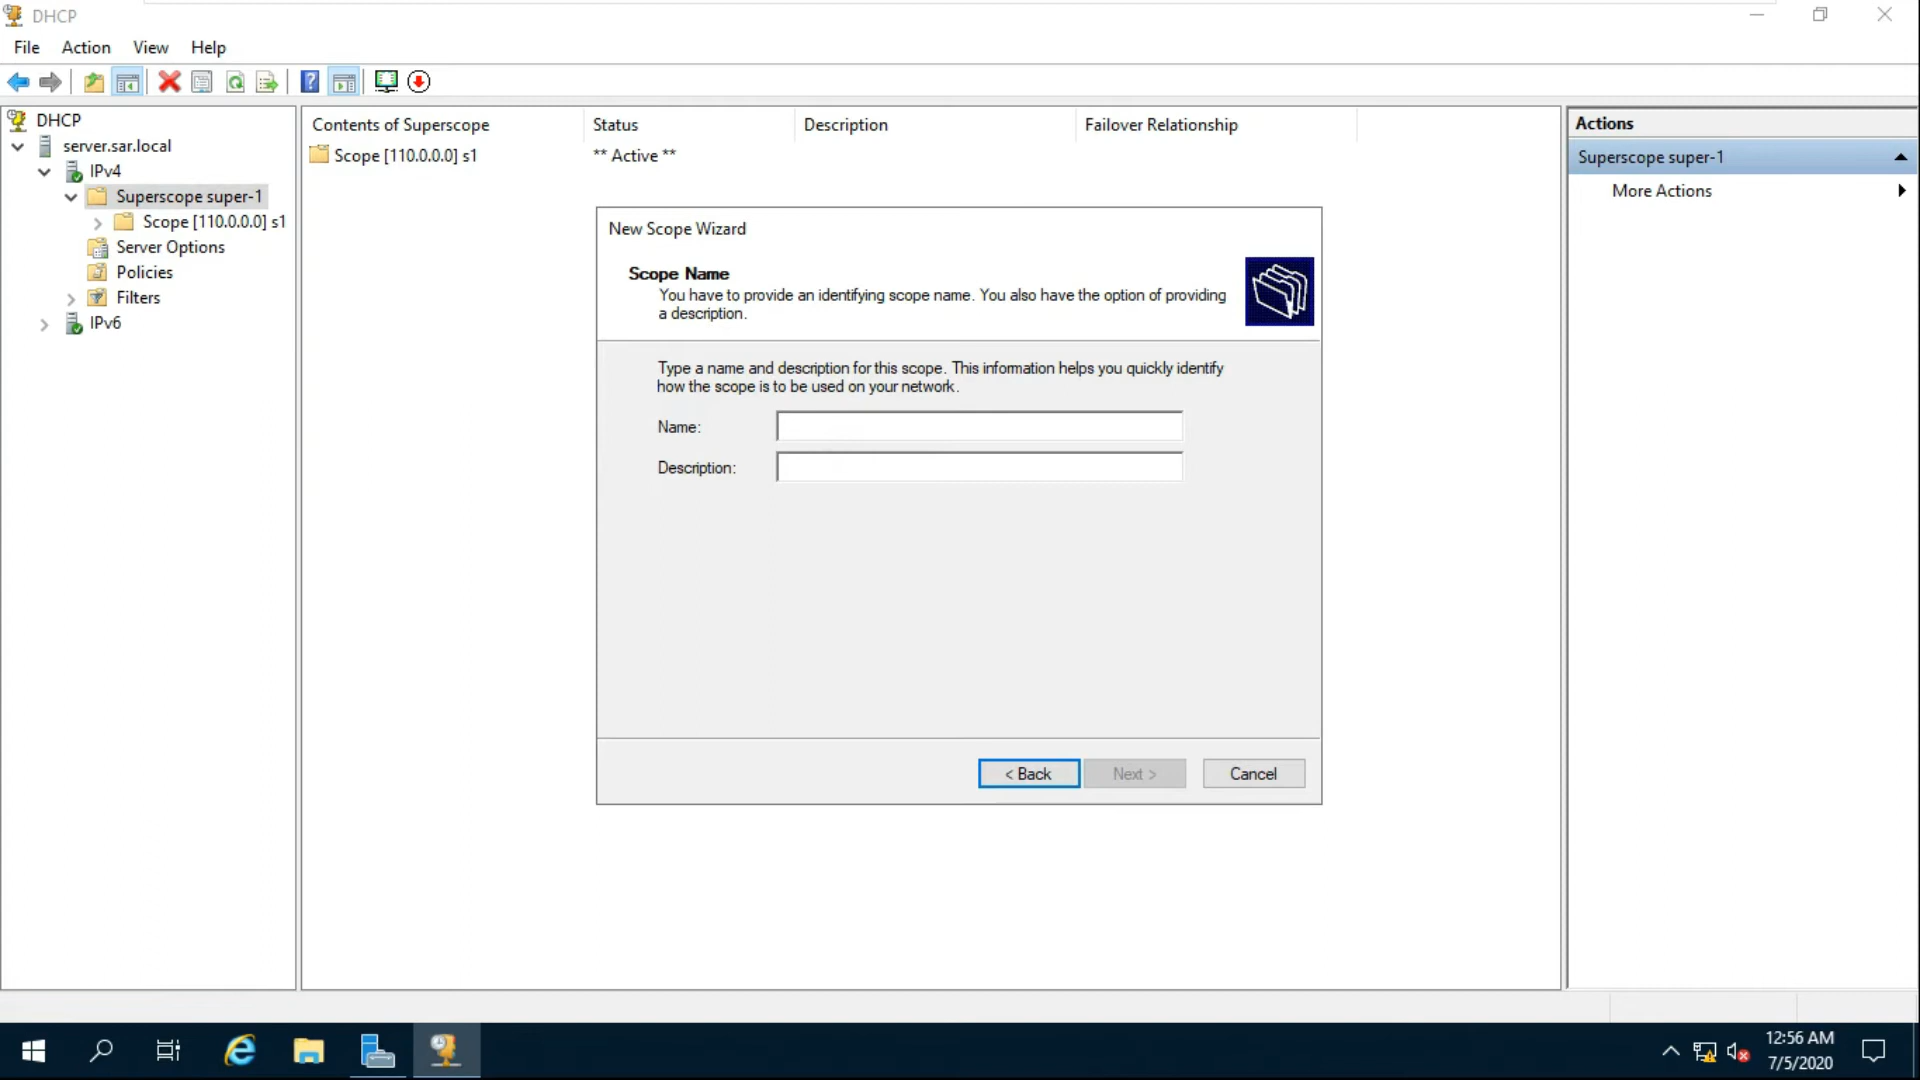 DHCP
File Action View Help
DHCP
server.sar.local
IPv4
Superscope super-1
Scope [110.0.0.0] s1
Server Options
Policies
Filters
IPv6
Contents of Superscope Status Description Failover Relationship
Scope [110.0.0.0] s1 ** Active **
New Scope Wizard
Scope Name
You have to provide an identifying scope name. You also have the option of providing
a description.
Type a name and description for this scope. This information helps you quickly identify
how the scope is to be used on your network.
Name:
Description:
< Back Next > Cancel
Actions
Superscope super-1
More Actions
12:56 AM
7/5/2020